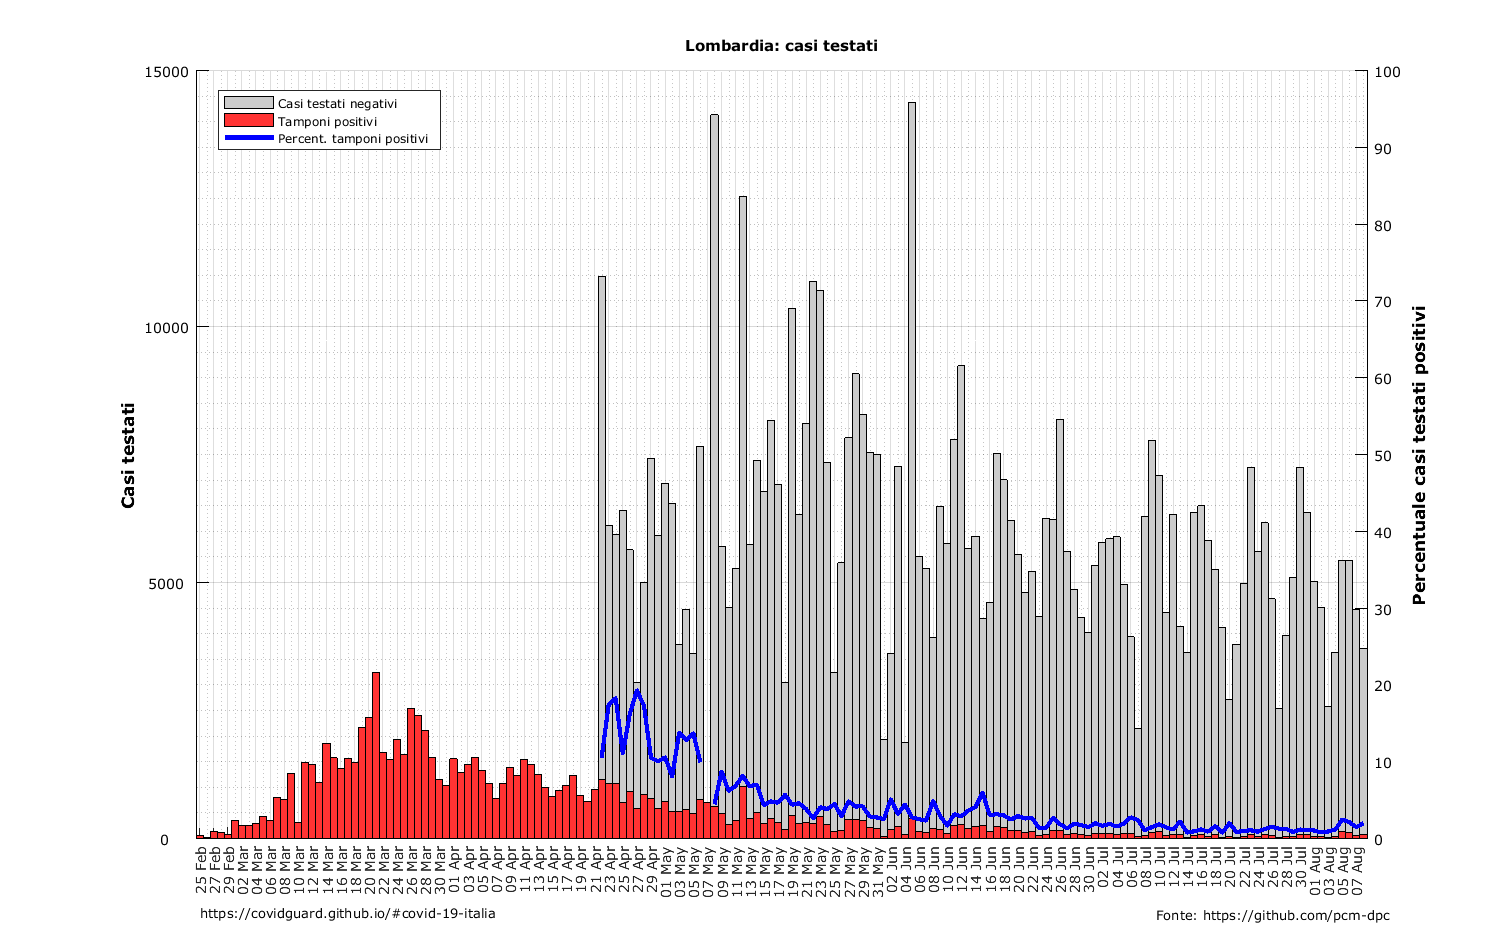 Lombardia: casi testati
15000
10000
5000
0
Casi testati
Casi testati negativi
Tamponi positivi
Percent. tamponi positivi
100
90
80
70
60
50
40
30
20
10
0
Percentuale casi testati positivi
25 Feb
27 Feb
29 Feb
02 Mar
04 Mar
06 Mar
08 Mar
10 Mar
12 Mar
14 Mar
16 Mar
18 Mar
20 Mar
22 Mar
24 Mar
26 Mar
28 Mar
30 Mar
01 Apr
03 Apr
05 Apr
07 Apr
09 Apr
11 Apr
13 Apr
15 Apr
17 Apr
19 Apr
21 Apr
23 Apr
25 Apr
27 Apr
29 Apr
01 May
03 May
05 May
07 May
09 May
11 May
13 May
15 May
17 May
19 May
21 May
23 May
25 May
27 May
29 May
31 May
02 Jun
04 Jun
06 Jun
08 Jun
10 Jun
12 Jun
14 Jun
16 Jun
18 Jun
20 Jun
22 Jun
24 Jun
26 Jun
28 Jun
30 Jun
02 Jul
04 Jul
06 Jul
08 Jul
10 Jul
12 Jul
14 Jul
16 Jul
18 Jul
20 Jul
22 Jul
24 Jul
26 Jul
28 Jul
30 Jul
01 Aug
03 Aug
05 Aug
07 Aug
https://covidguard.github.io/#covid-19-italia
Fonte: https://github.com/pcm-dpc